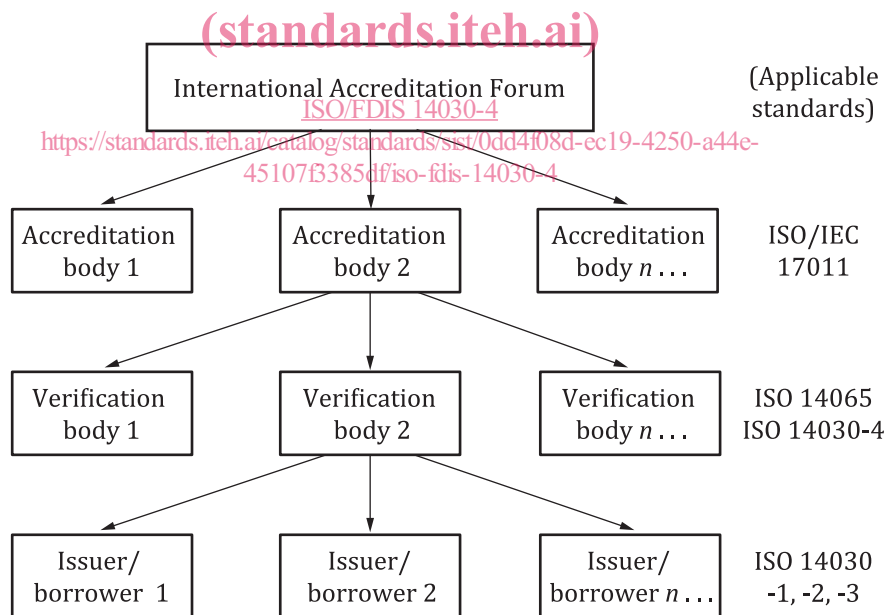 (standards.iteh.ai)
International Accreditation Forum
(Applicable
standards)
ISO/FDIS 14030-4
https://standards.iteh.ai/catalog/standards/sist/0dd4f08d-ec19-4250-a44e-
45107f3385df/iso-fdis-14030-4
Accreditation
body 1
Accreditation
body 2
Accreditation
body n . . .
ISO/IEC
17011
Verification
body 1
Verification
body 2
Verification
body n . . .
ISO 14065
ISO 14030-4
Issuer/
borrower 1
Issuer/
borrower 2
Issuer/
borrower n . . .
ISO 14030
-1, -2, -3